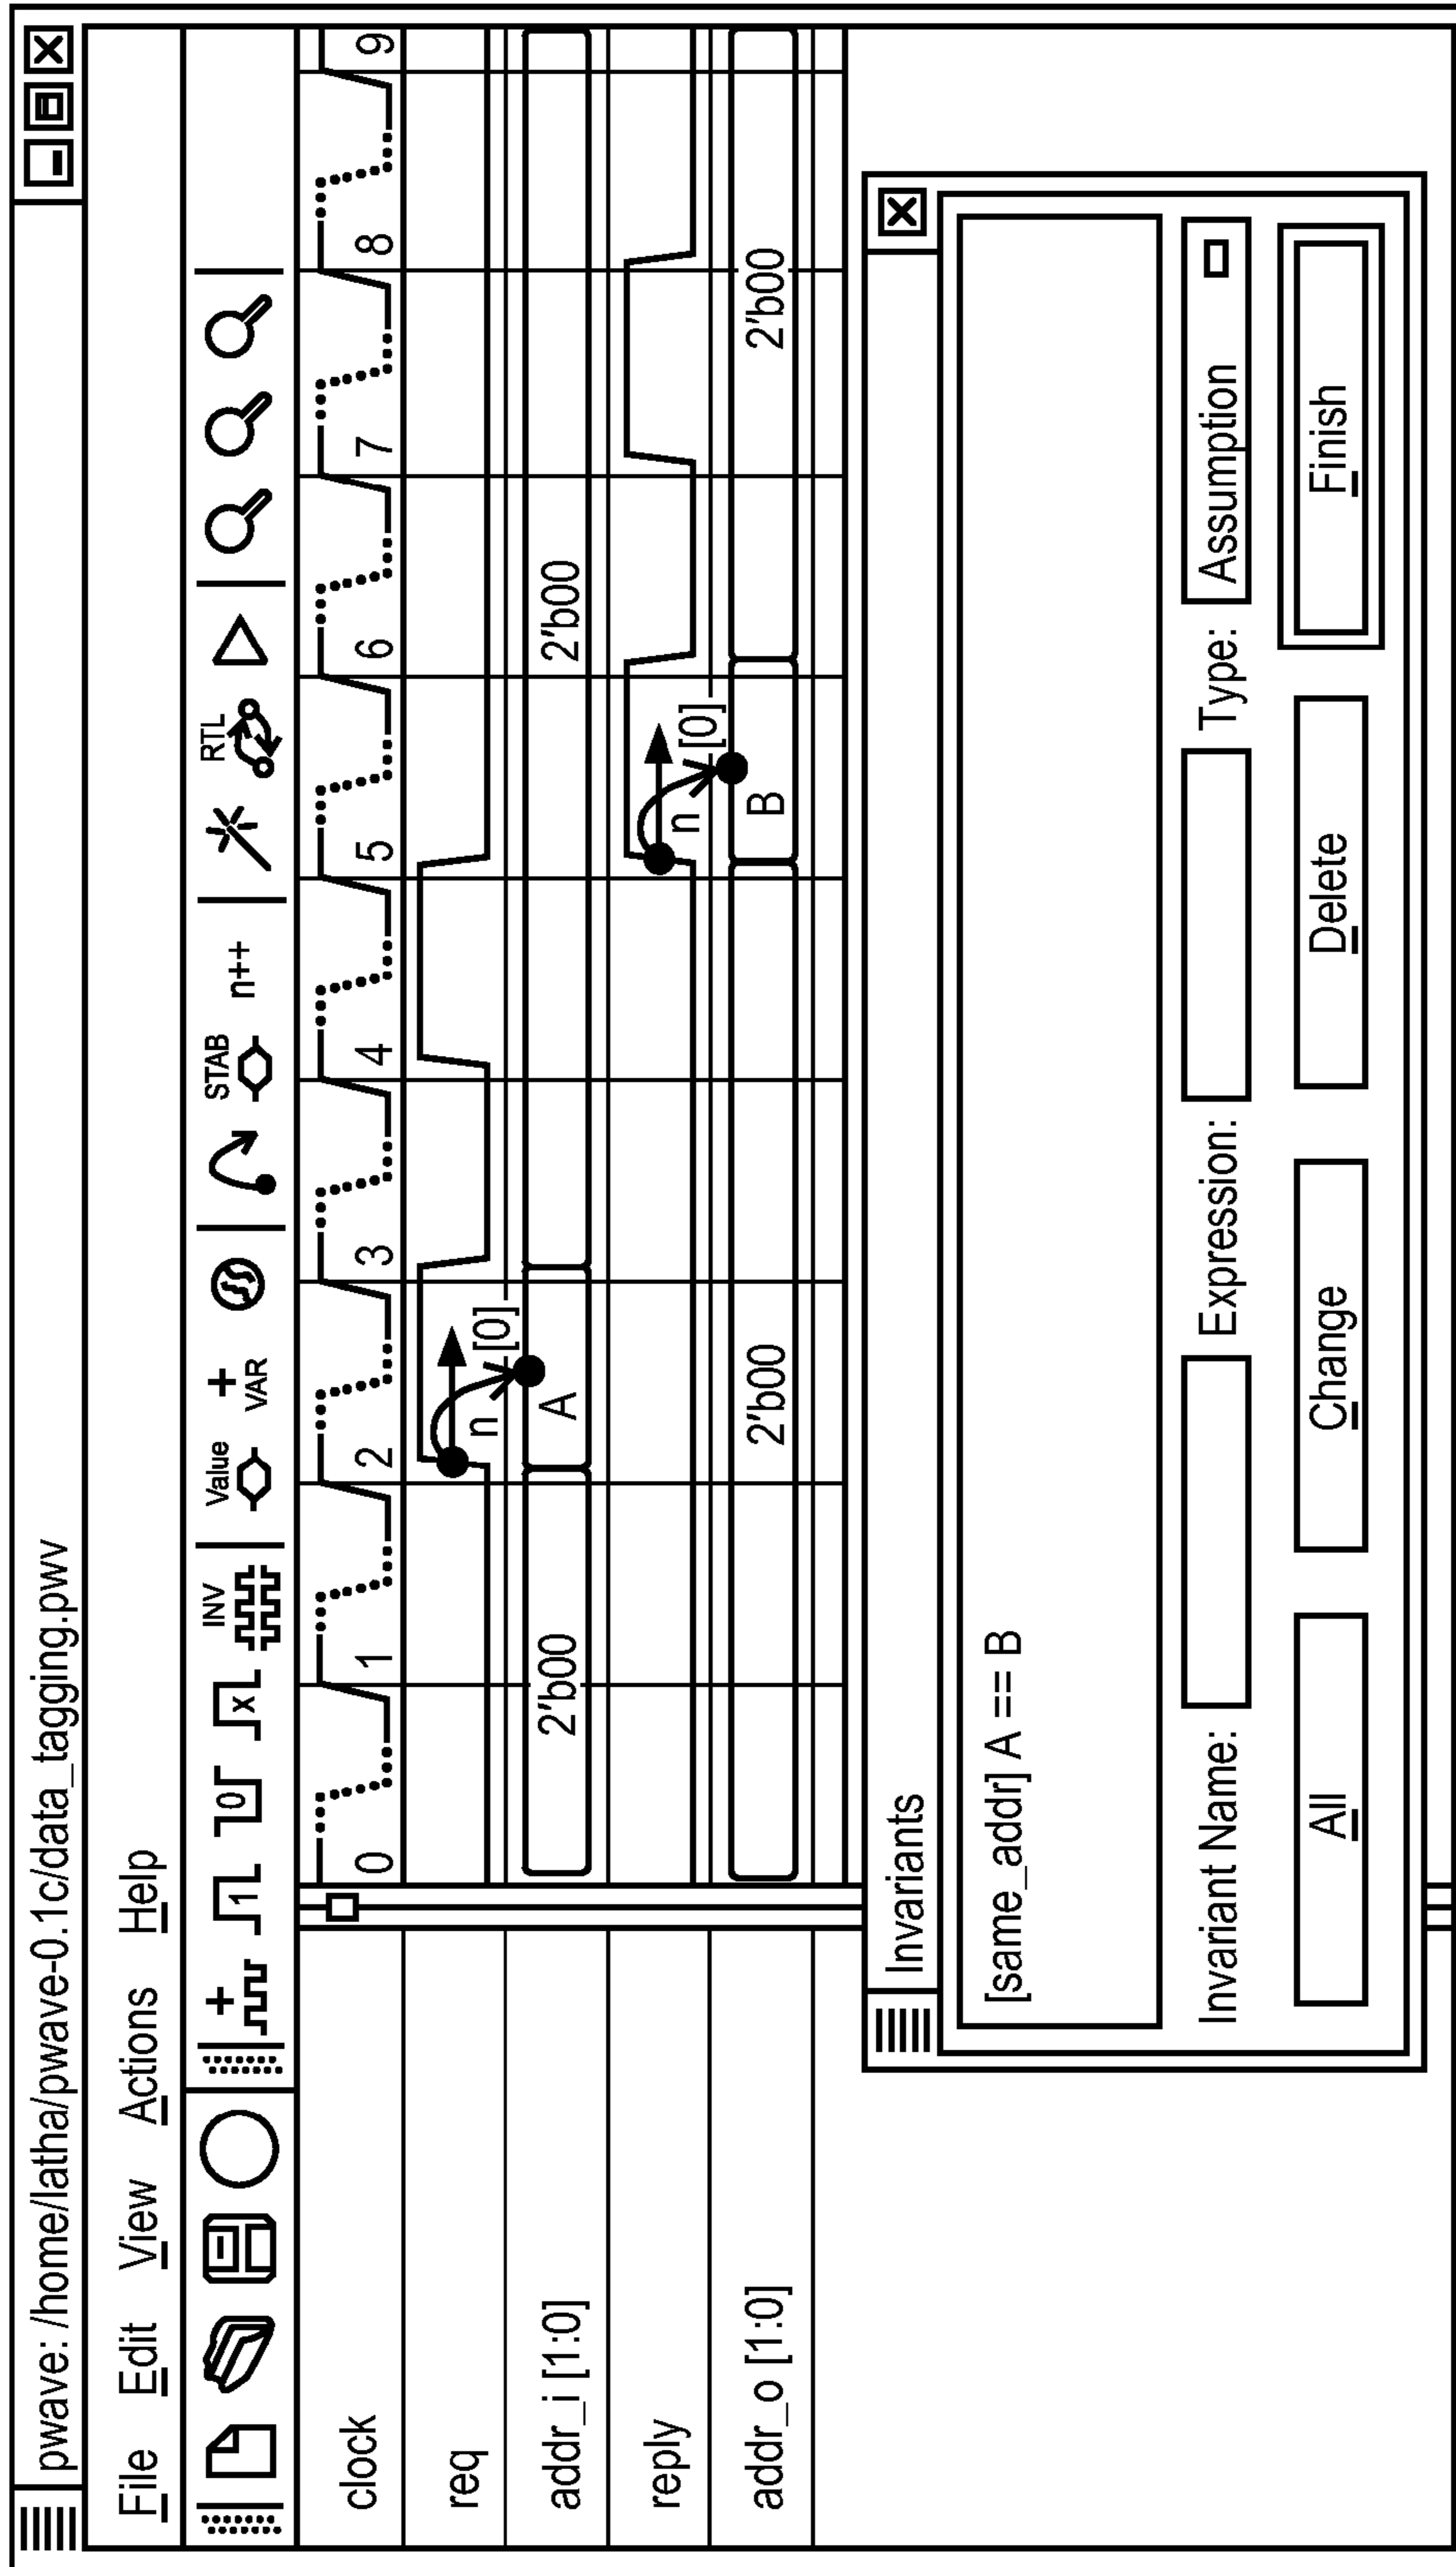 pwave: /home/latha/pwave-0.1c/data_tagging.pwv
File Edit View Actions Help
1 0 x INV Value + VAR STAB n++ RTL
clock 0 1 2 3 4 5 6 7 8 9
req n [0]
addr_i [1:0] 2'b00 A 2'b00
reply n [0]
addr_o [1:0] 2'b00 B 2'b00
Invariants
[same_addr] A == B
Invariant Name: Expression: Type: Assumption
All Change Delete Finish